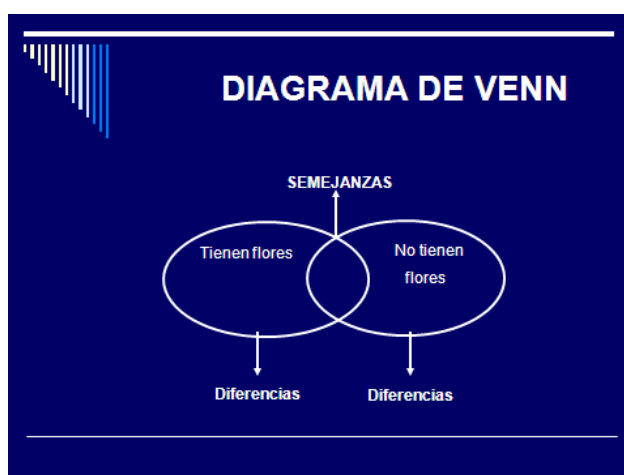 DIAGRAMA DE VENN
SEMEJANZAS
Tienen flores
No tienen
flores
Diferencias
Diferencias